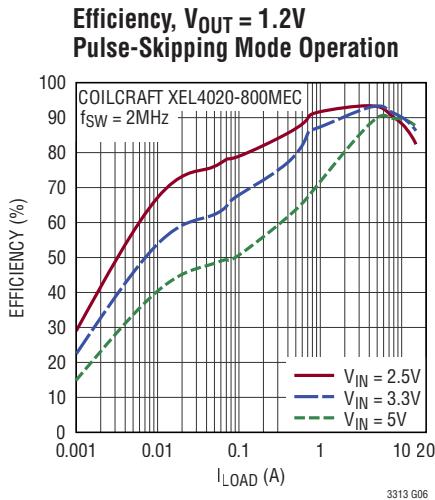 Efficiency, VOUT = 1.2V
Pulse-Skipping Mode Operation
100
90
80
70
60
50
40
30
20
10
0
EFFICIENCY (%)
COILCRAFT XEL4020-800MEC
fSW = 2MHz
VIN = 2.5V
VIN = 3.3V
VIN = 5V
0.001 0.01 0.1 1 10 20
ILOAD (A)
3313 G06